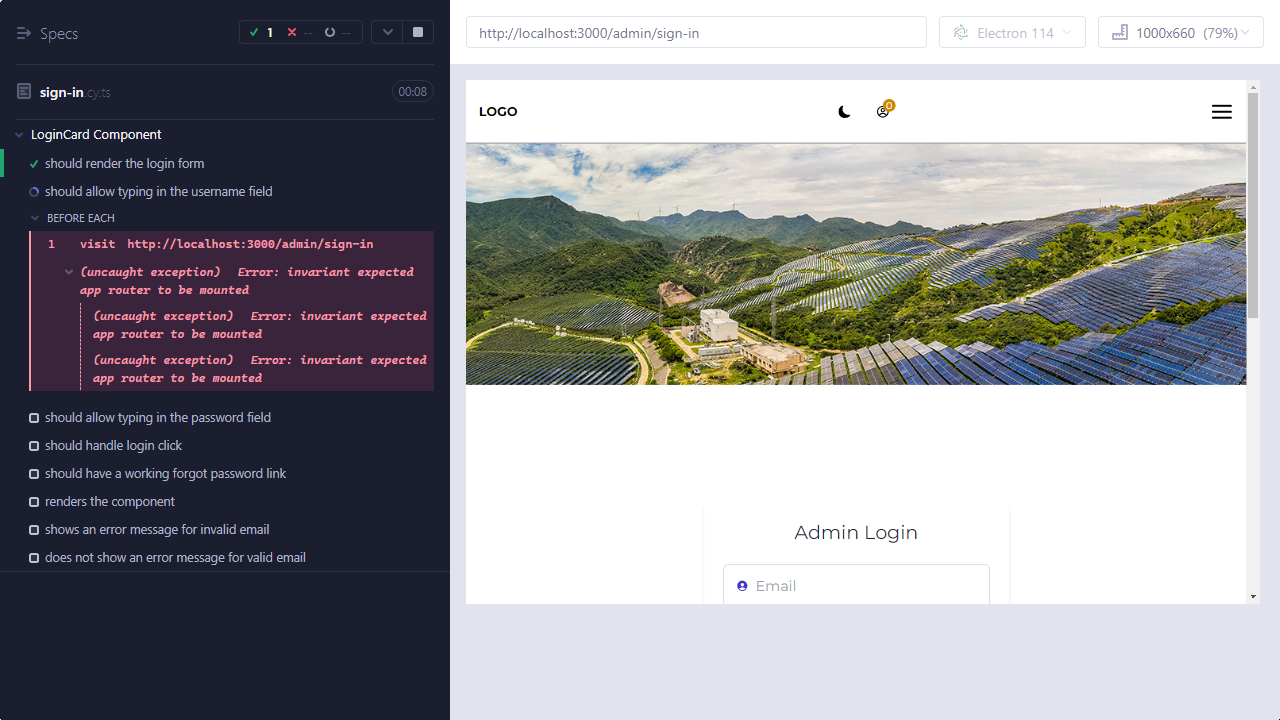 Specs
1
--
--
sign-in.cy.ts
00:08
LoginCard Component
should render the login form
should allow typing in the username field
BEFORE EACH
1 visit http://localhost:3000/admin/sign-in
(uncaught exception) Error: invariant expected
app router to be mounted
(uncaught exception) Error: invariant expected
app router to be mounted
(uncaught exception) Error: invariant expected
app router to be mounted
should allow typing in the password field
should handle login click
should have a working forgot password link
renders the component
shows an error message for invalid email
does not show an error message for valid email
http://localhost:3000/admin/sign-in
Electron 114
1000x660 (79%)
LOGO
0
Admin Login
Email